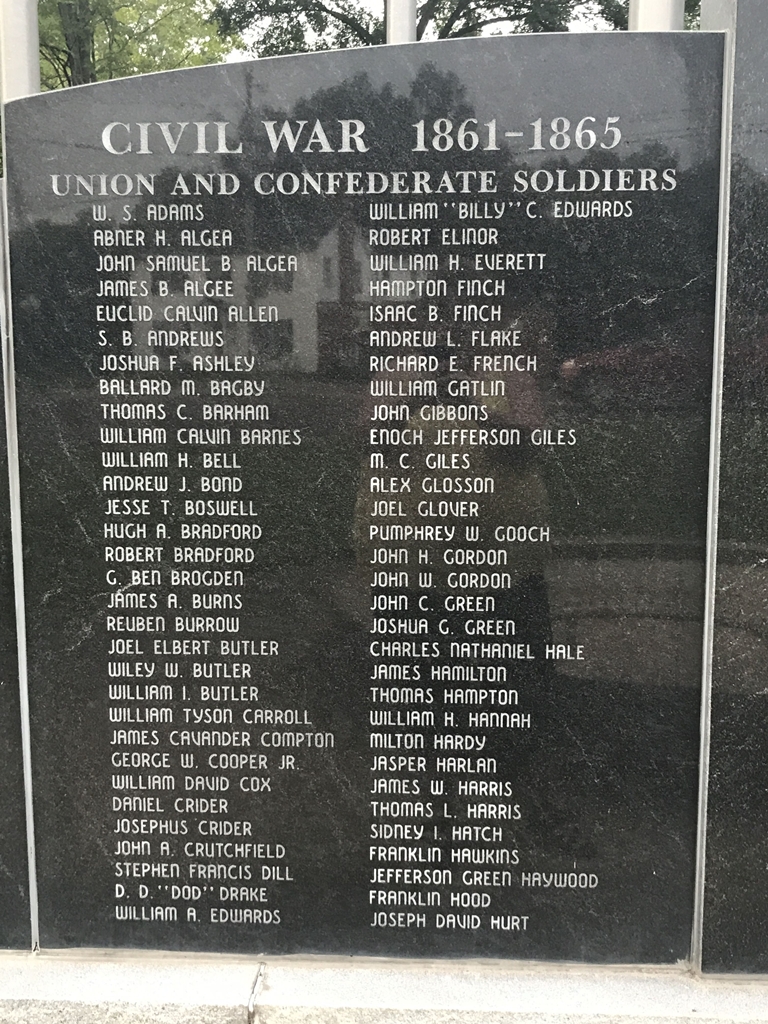 CIVIL WAR 1861-1865
UNION AND CONFEDERATE SOLDIERS
W. S. ADAMS
ABNER H. ALGEA
JOHN SAMUEL B. ALGEA
JAMES B. ALGEE
EUCLID CALVIN ALLEN
S. B. ANDREWS
JOSHUA F. ASHLEY
BALLARD M. BAGBY
THOMAS C. BARHAM
WILLIAM CALVIN BARNES
WILLIAM H. BELL
ANDREW J. BOND
JESSE T. BOSWELL
HUGH A. BRADFORD
ROBERT BRADFORD
G. BEN BROGDEN
JAMES A. BURNS
REUBEN BURROW
JOEL ELBERT BUTLER
WILEY W. BUTLER
WILLIAM I. BUTLER
WILLIAM TYSON CARROLL
JAMES CAVANDER COMPTON
GEORGE W. COOPER JR.
WILLIAM DAVID COX
DANIEL CRIDER
JOSEPHUS CRIDER
JOHN A. CRUTCHFIELD
STEPHEN FRANCIS DILL
D. D. "DOD" DRAKE
WILLIAM A. EDWARDS
WILLIAM "BILLY" C. EDWARDS
ROBERT ELINOR
WILLIAM H. EVERETT
HAMPTON FINCH
ISAAC B. FINCH
ANDREW L. FLAKE
RICHARD E. FRENCH
WILLIAM GATLIN
JOHN GIBBONS
ENOCH JEFFERSON GILES
M. C. GILES
ALEX GLOSSON
JOEL GLOVER
PUMPHREY W. GOOCH
JOHN H. GORDON
JOHN W. GORDON
JOHN C. GREEN
JOSHUA G. GREEN
CHARLES NATHANIEL HALE
JAMES HAMILTON
THOMAS HAMPTON
WILLIAM H. HANNAH
MILTON HARDY
JASPER HARLAN
JAMES W. HARRIS
THOMAS L. HARRIS
SIDNEY I. HATCH
FRANKLIN HAWKINS
JEFFERSON GREEN HAYWOOD
FRANKLIN HOOD
JOSEPH DAVID HURT